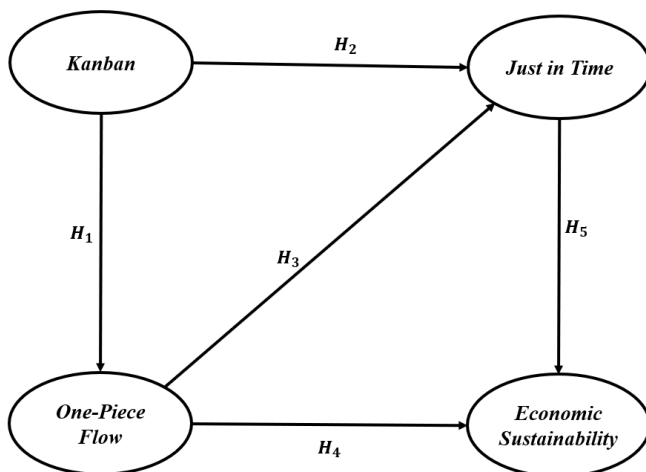 Kanban
H₂
Just in Time
H₁
H₃
H₅
One-Piece
Flow
H₄
Economic
Sustainability